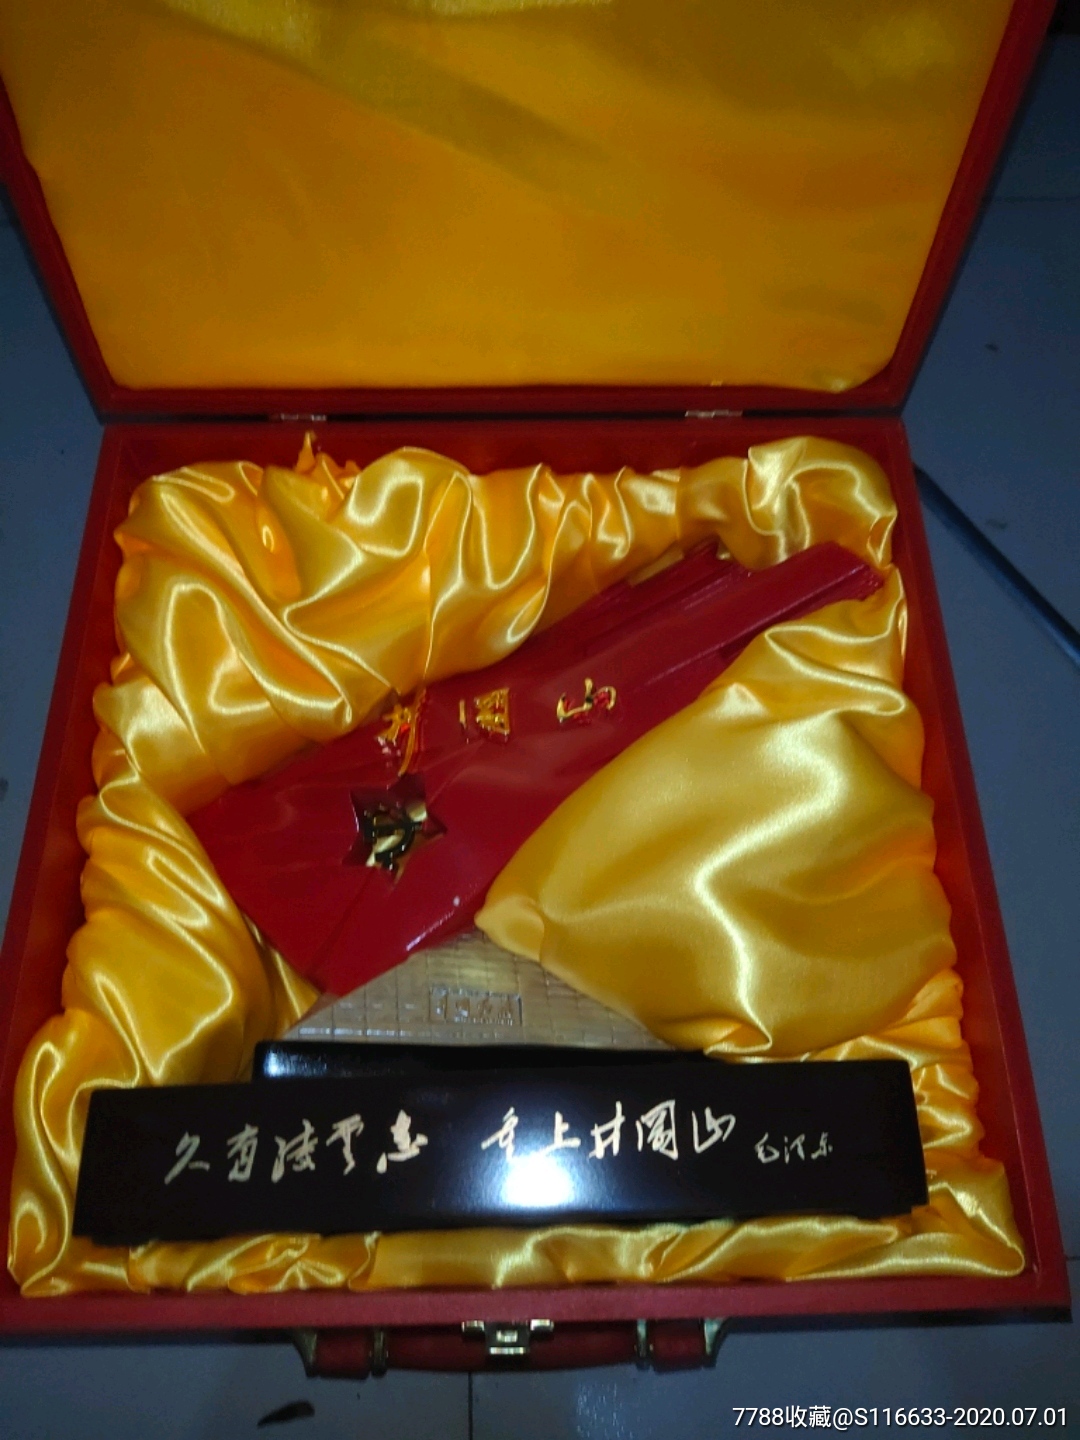 井冈山
久有凌云志 重上井岡山 毛泽东
7788收藏@S116633-2020.07.01